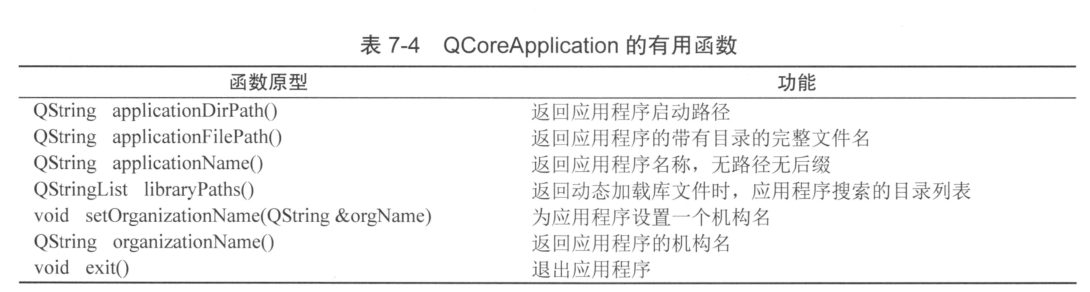 表 7-4 QCoreApplication 的有用函数
函数原型 功能
QString applicationDirPath() 返回应用程序启动路径
QString applicationFilePath() 返回应用程序的带有目录的完整文件名
QString applicationName() 返回应用程序名称，无路径无后缀
QStringList libraryPaths() 返回动态加载库文件时，应用程序搜索的目录列表
void setOrganizationName(QString &orgName) 为应用程序设置一个机构名
QString organizationName() 返回应用程序的机构名
void exit() 退出应用程序